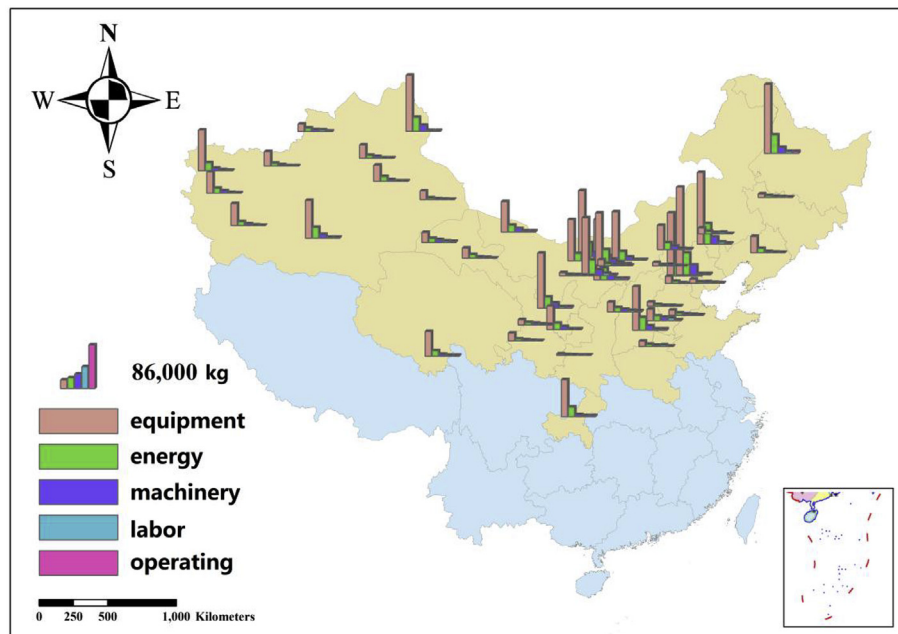 N
W E
S
86,000 kg
equipment
energy
machinery
labor
operating
0 250 500 1,000 Kilometers